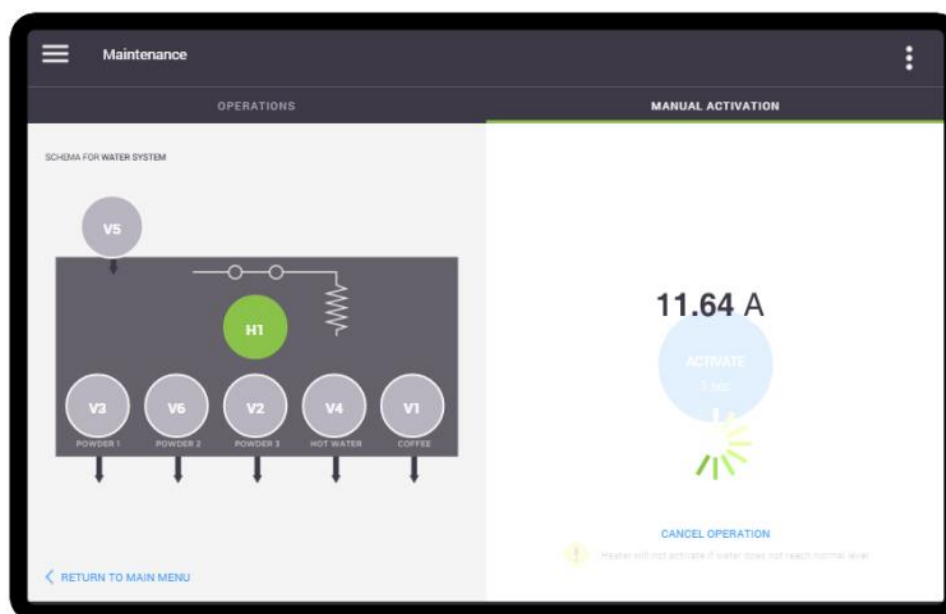 Maintenance
OPERATIONS
MANUAL ACTIVATION
SCHEMA FOR WATER SYSTEM
V5
H1
V3
V6
V2
V4
V1
POWDER 1
POWDER 2
POWDER 3
HOT WATER
COFFEE
RETURN TO MAIN MENU
11.64 A
ACTIVATE
1 sec
CANCEL OPERATION
Heater will not activate if water does not reach normal level